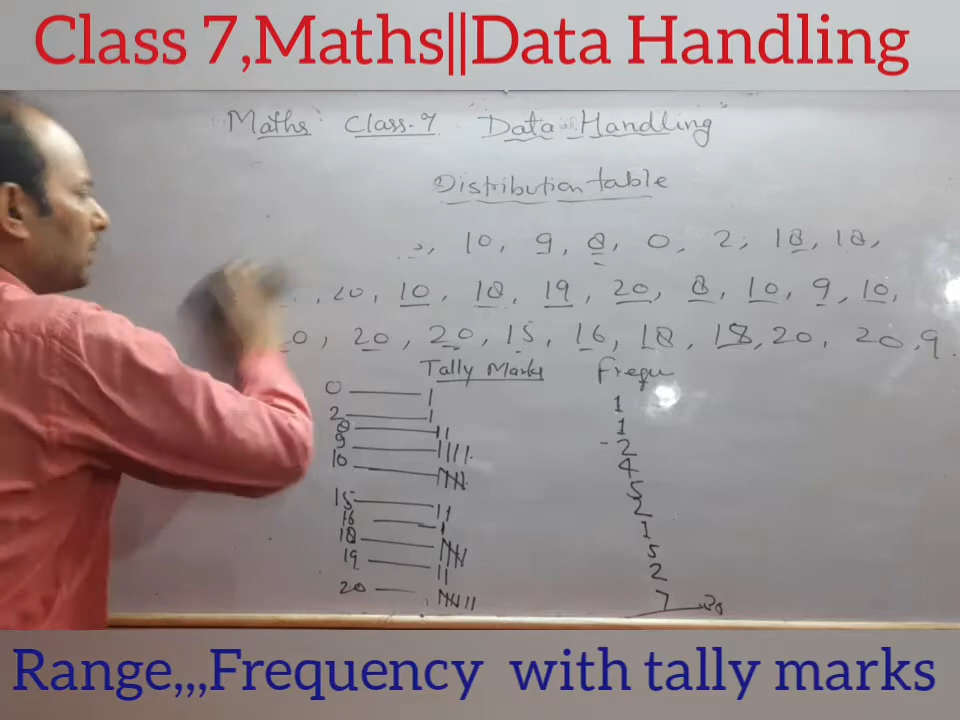 Class 7,Maths||Data Handling
Maths Class-7 Data Handling
Distribution table
10, 9, 8, 0, 2, 18, 18,
, 20, 10, 18, 19, 20, 8, 10, 9, 10,
0, 20, 20, 15, 16, 18, 18, 20, 20, 9.
Tally Marks Frequ
0 — | 1
2 — | 1
8 — || 2
9 — |||| 4
10 — 𝍸 5
15 — || 2
16 — | 1
18 — 𝍸 5
19 — || 2
20 — 𝍸 || 7
30
Range,,,Frequency with tally marks